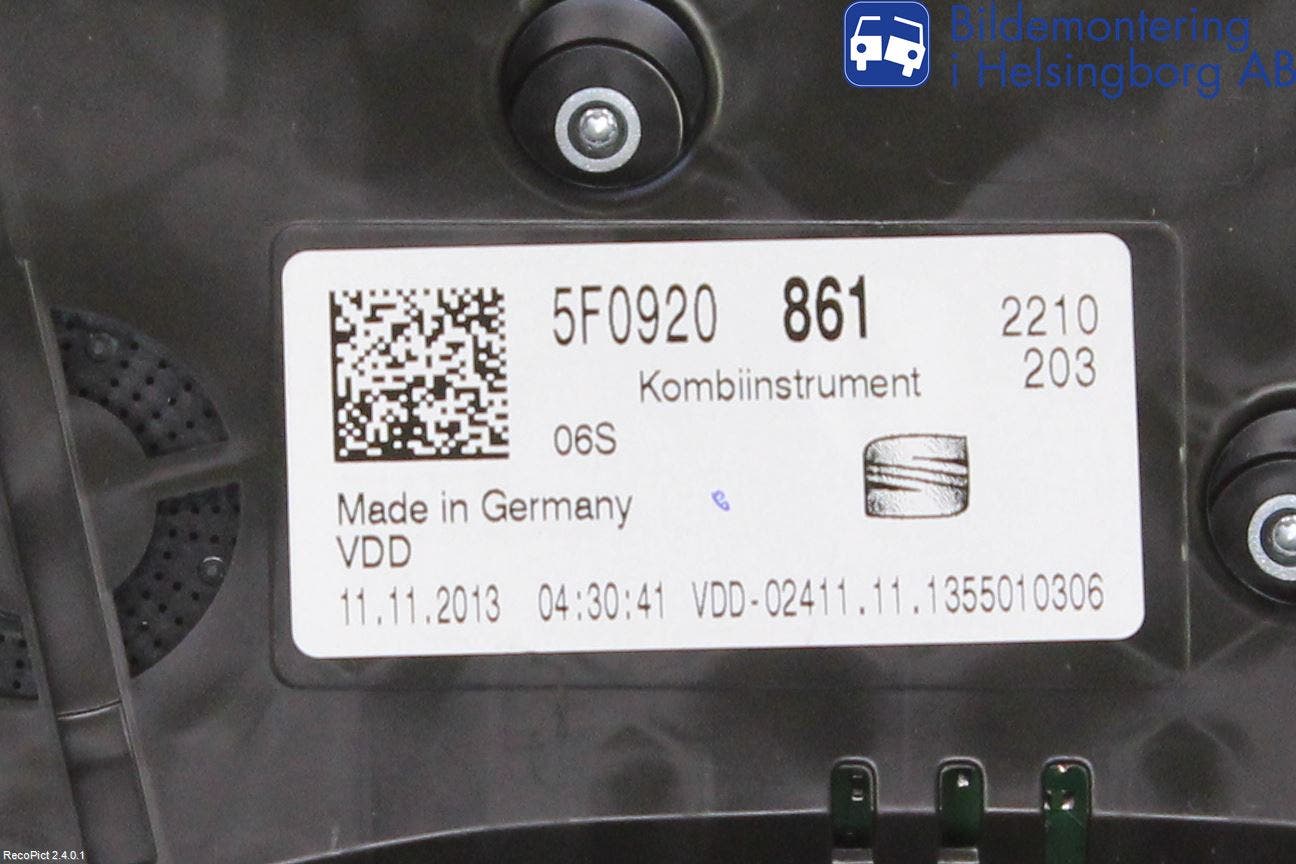 Bildemontering
i Helsingborg AB
5F0920 861 2210
203
Kombiinstrument
06S
Made in Germany
VDD
11.11.2013 04:30:41 VDD-02411.11.1355010306
RecoPict 2.4.0.1